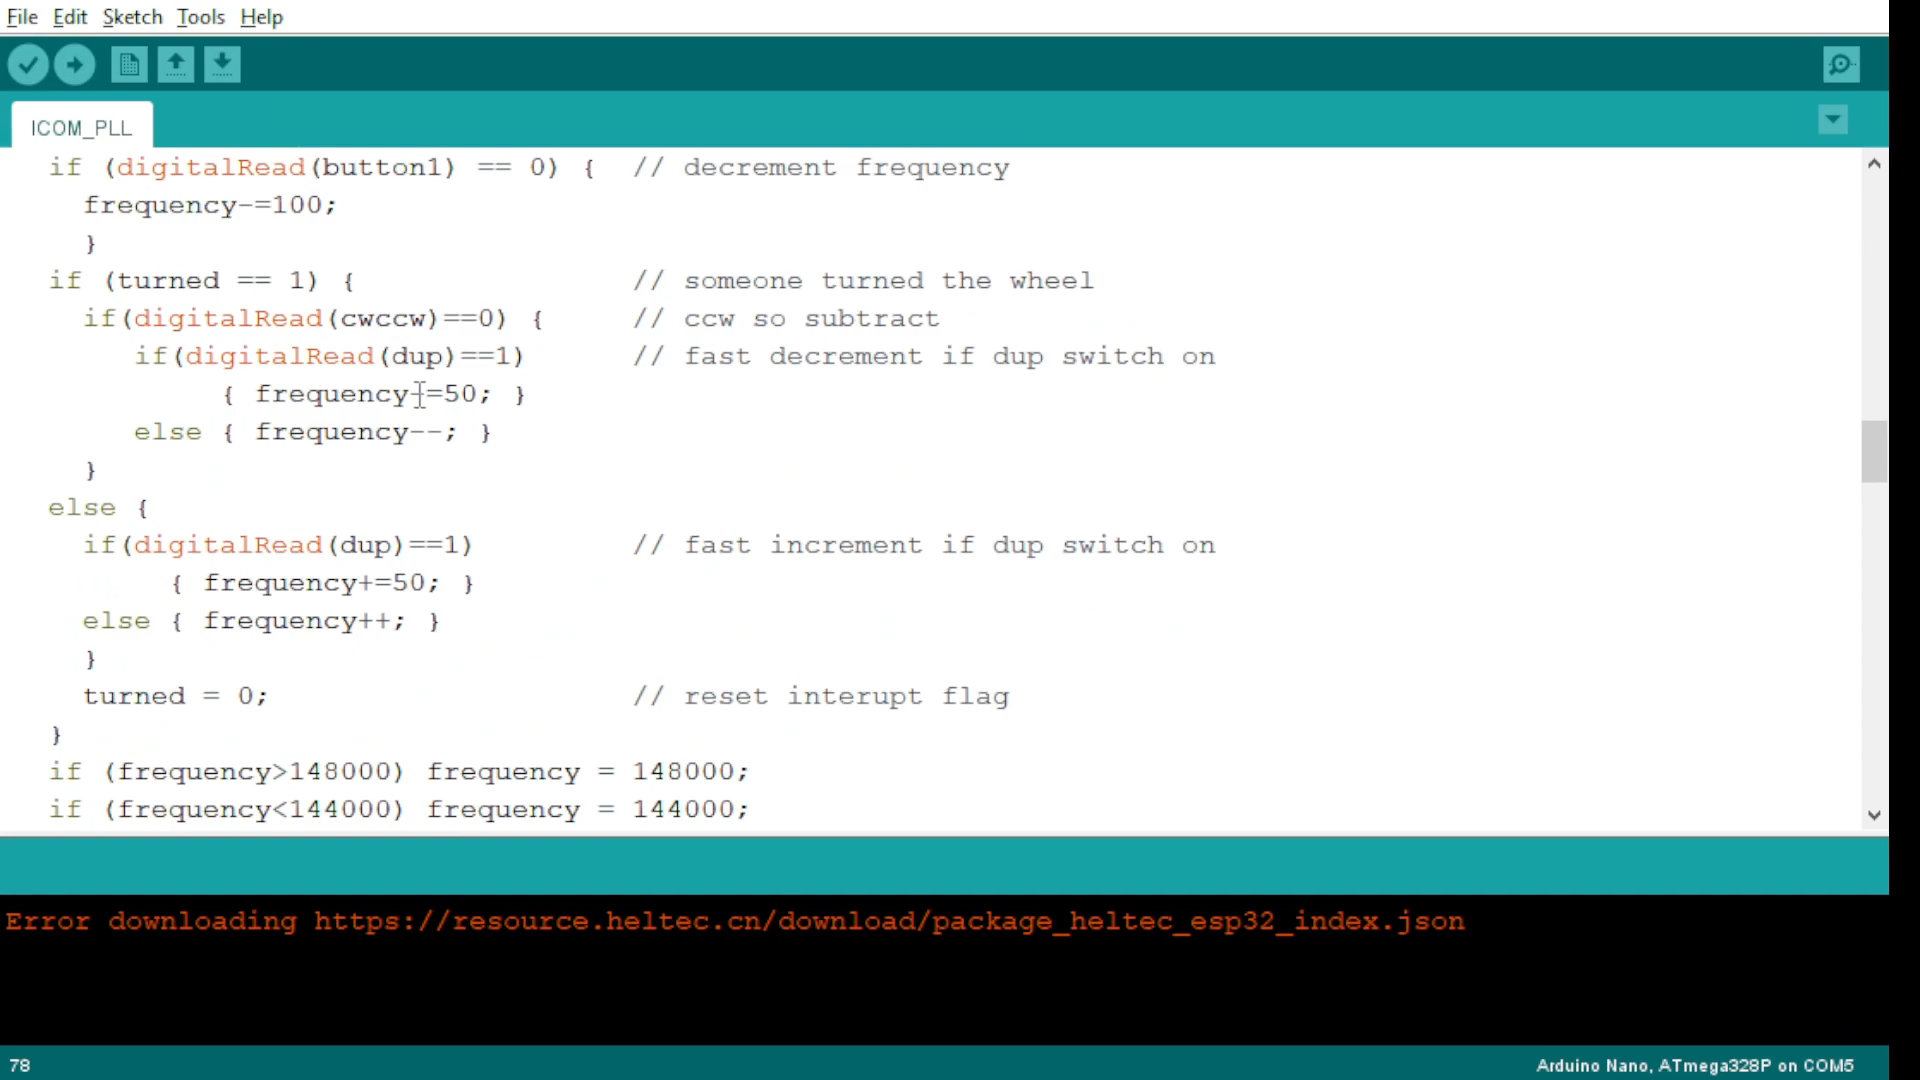 File Edit Sketch Tools Help
ICOM_PLL
if (digitalRead(button1) == 0) { // decrement frequency
frequency-=100;
}
if (turned == 1) { // someone turned the wheel
if(digitalRead(cwccw)==0) { // ccw so subtract
if(digitalRead(dup)==1) // fast decrement if dup switch on
{ frequency-=50; }
else { frequency--; }
}
else {
if(digitalRead(dup)==1) // fast increment if dup switch on
{ frequency+=50; }
else { frequency++; }
}
turned = 0; // reset interupt flag
}
if (frequency>148000) frequency = 148000;
if (frequency<144000) frequency = 144000;
Error downloading https://resource.heltec.cn/download/package_heltec_esp32_index.json
78 Arduino Nano, ATmega328P on COM5